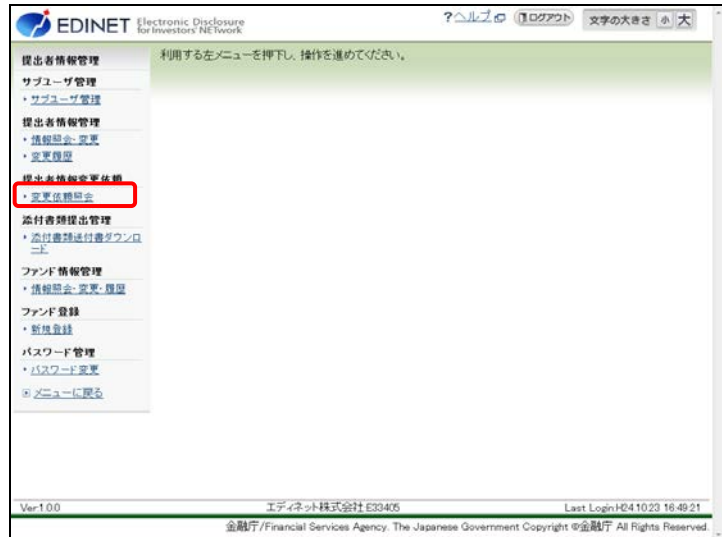 EDINET Electronic Disclosure for Investors' NETwork
?ヘルプ ログアウト 文字の大きさ 小 大
提出者情報管理
利用する左メニューを押下し、操作を進めてください。
サブユーザ管理
・サブユーザ管理
提出者情報管理
・情報照会・変更
・変更履歴
提出者情報変更依頼
・変更依頼照会
添付書類提出管理
・添付書類送付書ダウンロ
ード
ファンド情報管理
・情報照会・変更・履歴
ファンド登録
・新規登録
パスワード管理
・パスワード変更
メニューに戻る
Ver1.0.0 エディネット株式会社 E33405 Last Login:H24.10.23 16:49:21
金融庁/Financial Services Agency. The Japanese Government Copyright ©金融庁 All Rights Reserved.